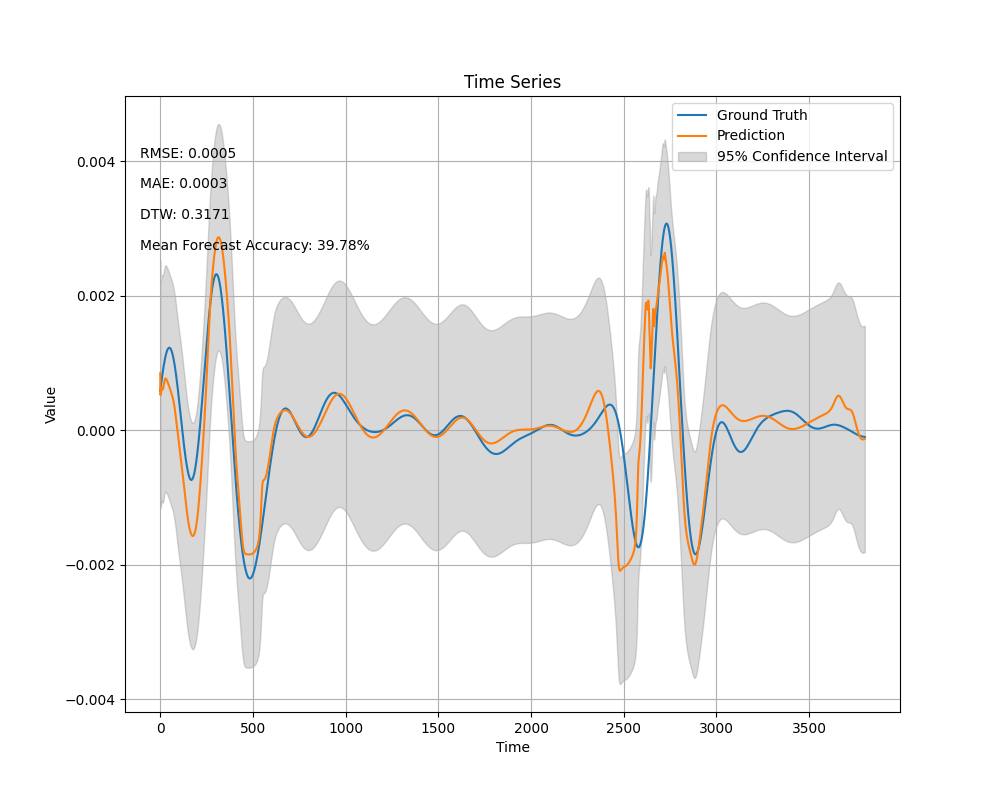 Time Series
Ground Truth
Prediction
95% Confidence Interval
RMSE: 0.0005
MAE: 0.0003
DTW: 0.3171
Mean Forecast Accuracy: 39.78%
0.004
0.002
0.000
−0.002
−0.004
Value
0 500 1000 1500 2000 2500 3000 3500
Time